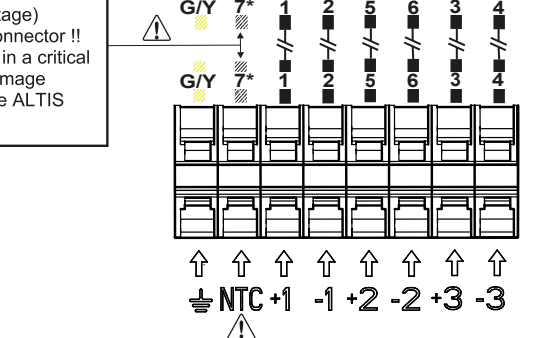 tage)
onnector !!
in a critical
mage
e ALTIS
G/Y 7* 1 2 5 6 3 4
G/Y 7* 1 2 5 6 3 4
NTC +1 -1 +2 -2 +3 -3